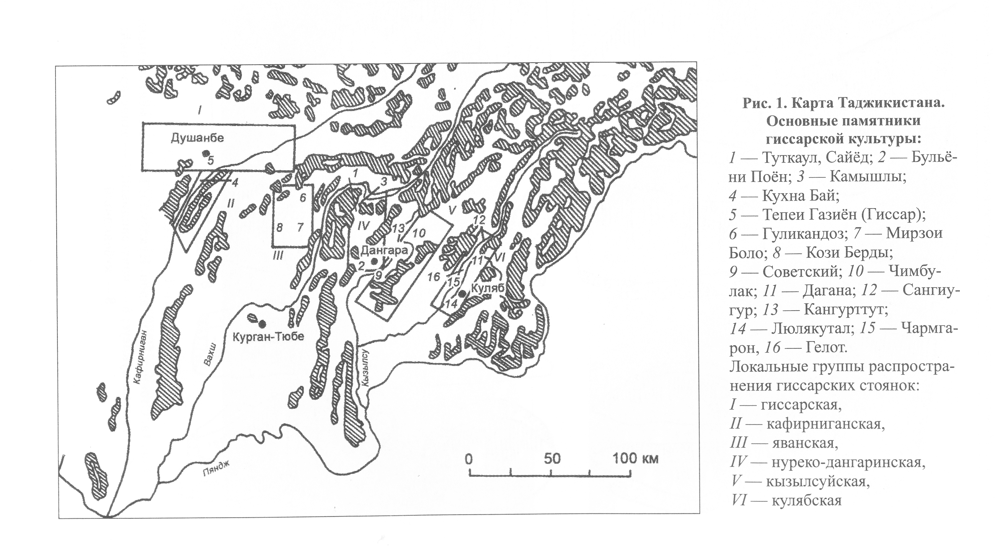 I
Душанбе
5
4
II
1
3
6
8
7
III
IV
13
10
V
12
Дангара
2
9
11
VI
16
15
Куляб
14
Курган-Тюбе
Кафирниган
Вахш
Кызылсу
Пяндж
0 50 100 км
Рис. 1. Карта Таджикистана.
Основные памятники
гиссарской культуры:
1 — Туткаул, Сайёд; 2 — Бульё-
ни Поён; 3 — Камышлы;
4 — Кухна Бай;
5 — Тепеи Газиён (Гиссар);
6 — Гуликандоз; 7 — Мирзои
Боло; 8 — Кози Берды;
9 — Советский; 10 — Чимбу-
лак; 11 — Дагана; 12 — Сангиу-
гур; 13 — Кангурттут;
14 — Люлякутал; 15 — Чармга-
рон, 16 — Гелот.
Локальные группы распростра-
нения гиссарских стоянок:
I — гиссарская,
II — кафирниганская,
III — яванская,
IV — нуреко-дангаринская,
V — кызылсуйская,
VI — кулябская